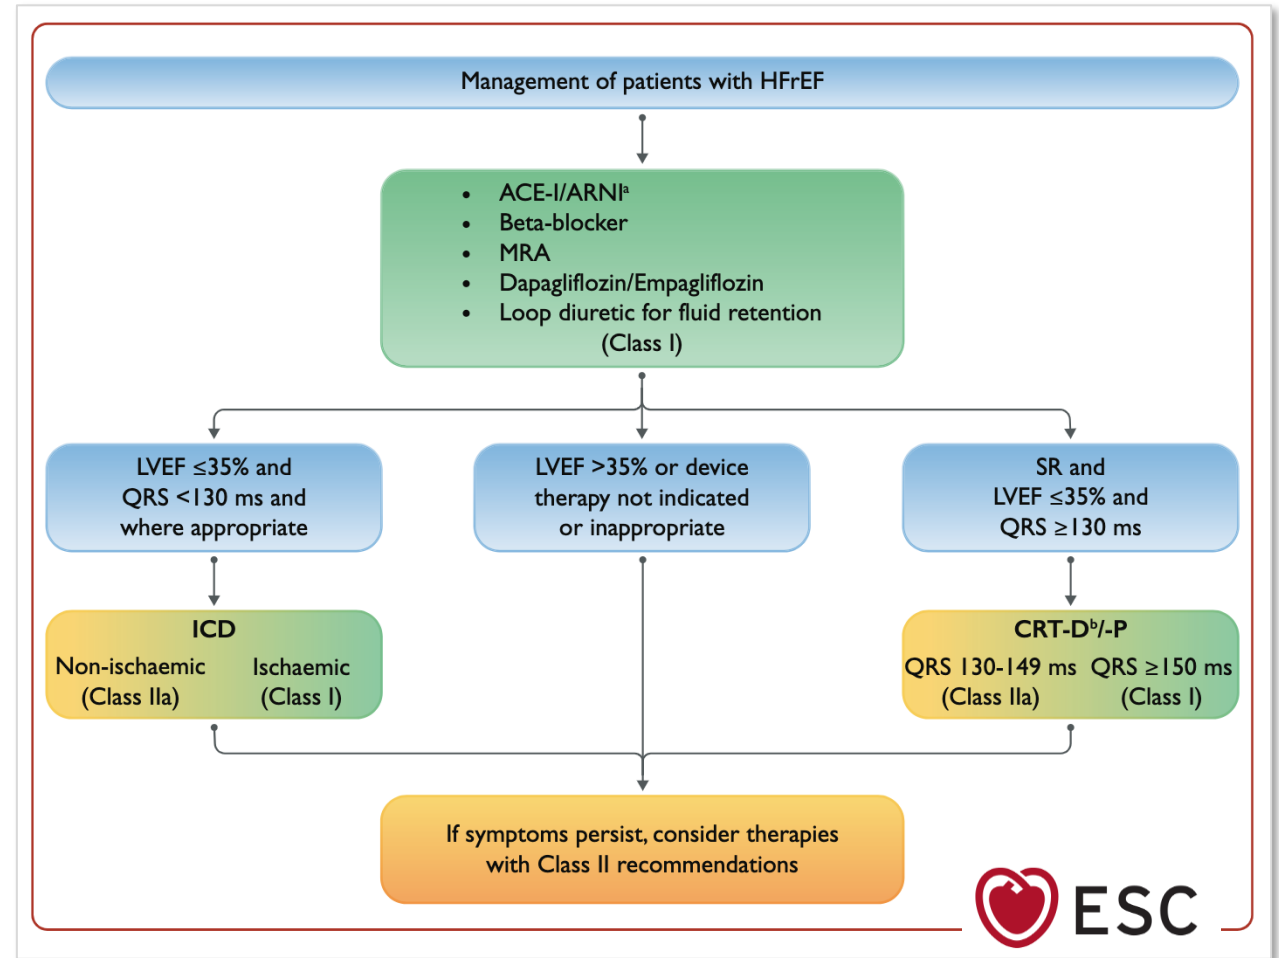 Management of patients with HFrEF
• ACE-I/ARNIᵃ
• Beta-blocker
• MRA
• Dapagliflozin/Empagliflozin
• Loop diuretic for fluid retention
(Class I)
LVEF ≤35% and
QRS <130 ms and
where appropriate
LVEF >35% or device
therapy not indicated
or inappropriate
SR and
LVEF ≤35% and
QRS ≥130 ms
ICD
Non-ischaemic
(Class IIa)
Ischaemic
(Class I)
CRT-Dᵇ/-P
QRS 130-149 ms
(Class IIa)
QRS ≥150 ms
(Class I)
If symptoms persist, consider therapies
with Class II recommendations
ESC